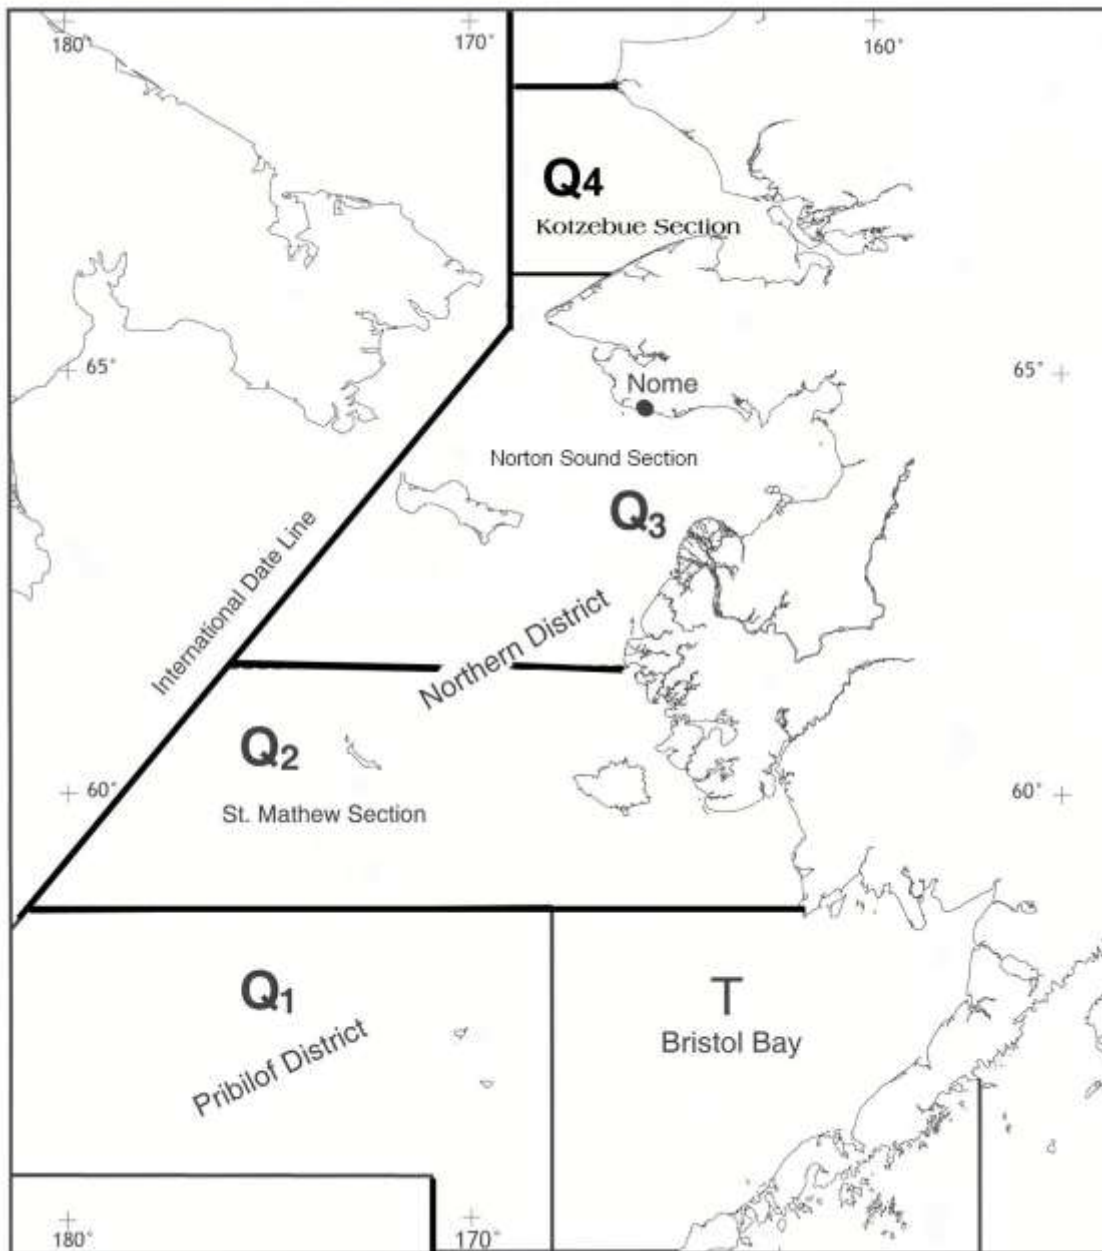 180°
170°
160°
Q4
Kotzebue Section
65°
65°
Nome
Norton Sound Section
Q3
International Date Line
Northern District
Q2
60°
60°
St. Mathew Section
Q1
T
Bristol Bay
Pribilof District
180°
170°